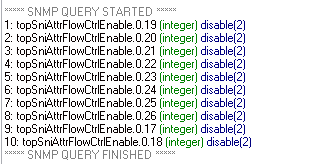 ***** SNMP QUERY STARTED *****
1: topSniAttrFlowCtrlEnable.0.19 (integer) disable(2)
2: topSniAttrFlowCtrlEnable.0.20 (integer) disable(2)
3: topSniAttrFlowCtrlEnable.0.21 (integer) disable(2)
4: topSniAttrFlowCtrlEnable.0.22 (integer) disable(2)
5: topSniAttrFlowCtrlEnable.0.23 (integer) disable(2)
6: topSniAttrFlowCtrlEnable.0.24 (integer) disable(2)
7: topSniAttrFlowCtrlEnable.0.25 (integer) disable(2)
8: topSniAttrFlowCtrlEnable.0.26 (integer) disable(2)
9: topSniAttrFlowCtrlEnable.0.17 (integer) disable(2)
10: topSniAttrFlowCtrlEnable.0.18 (integer) disable(2)
***** SNMP QUERY FINISHED *****